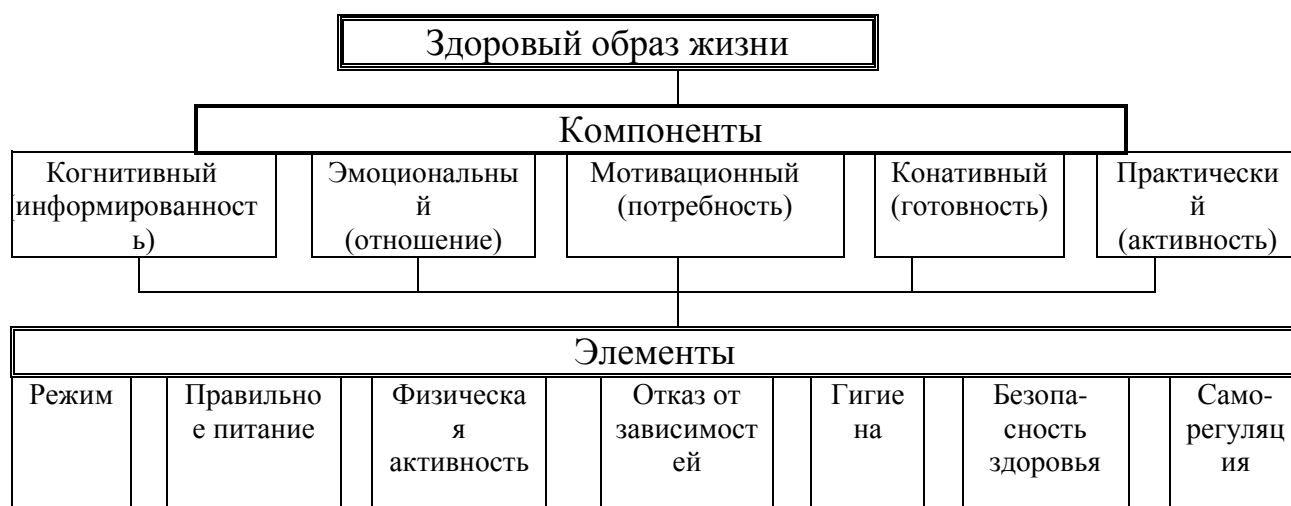 Здоровый образ жизни
Компоненты
Когнитивный
(информированност
ь)
Эмоциональны
й
(отношение)
Мотивационный
(потребность)
Конативный
(готовность)
Практически
й
(активность)
Элементы
Режим
Правильно
е питание
Физическа
я
активность
Отказ от
зависимост
ей
Гигие
на
Безопа-
сность
здоровья
Само-
регуляц
ия